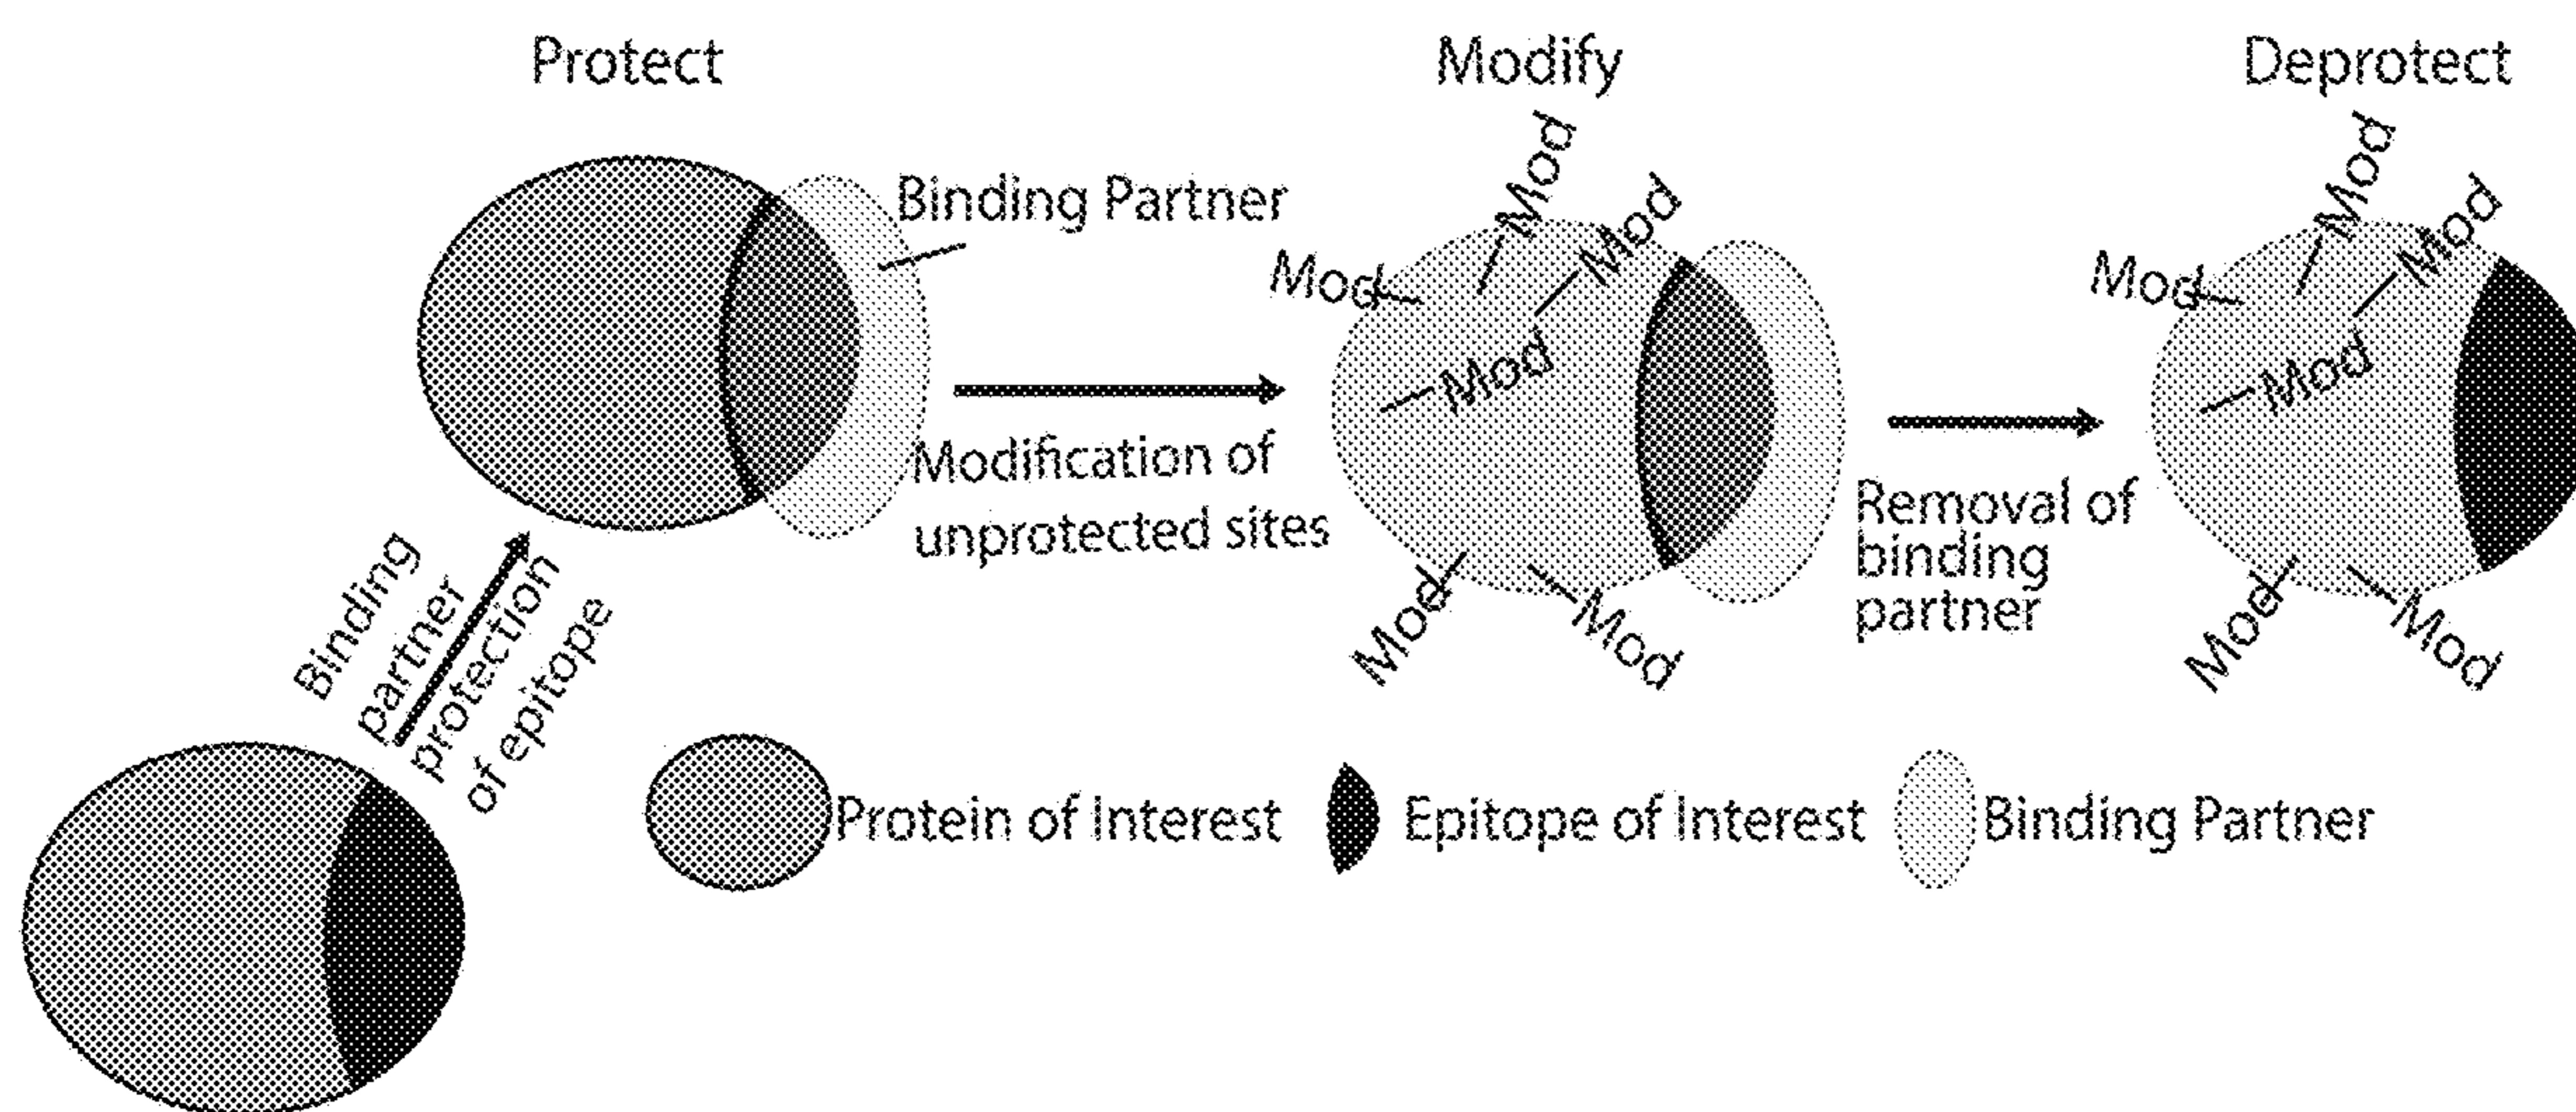 Protect
Modify
Deprotect
Binding Partner
Mod
Mod
Mod
Mod
Mod
Mod
Mod
Mod
Mod
Mod
Mod
Mod
Modification of
unprotected sites
Removal of
binding
partner
Binding
partner
protection
of epitope
Protein of Interest
Epitope of Interest
Binding Partner